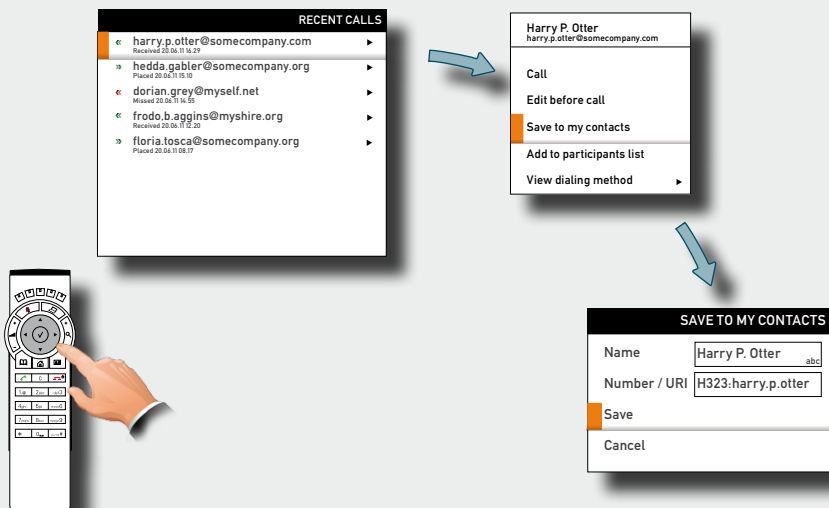 RECENT CALLS
harry.p.otter@somecompany.com
Received 20.06.11 16.29
hedda.gabler@somecompany.org
Placed 20.06.11 15.10
dorian.grey@myself.net
Missed 20.06.11 14.55
frodo,b.aggins@myshire.org
Received 20.06.11 12.20
floria.tosca@somecompany.org
Placed 20.06.11 08.17
Harry P. Otter
harry.p.otter@somecompany.com
Call
Edit before call
Save to my contacts
Add to participants list
View dialing method
SAVE TO MY CONTACTS
Name Harry P. Otter abc
Number / URI H323:harry.p.otter
Save
Cancel